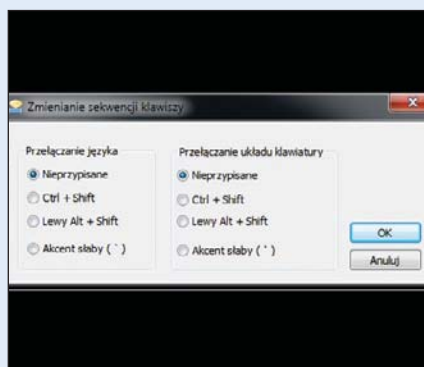 Zmienianie sekwencji klawiszy
Przełączanie języka
Nieprzypisane
Ctrl + Shift
Lewy Alt + Shift
Akcent słaby ( ` )
Przełączanie układu klawiatury
Nieprzypisane
Ctrl + Shift
Lewy Alt + Shift
Akcent słaby ( ` )
OK
Anuluj